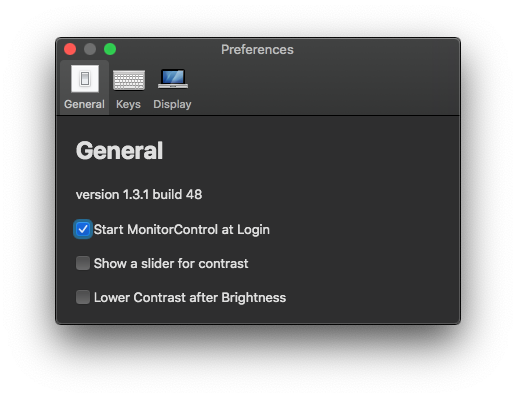 Preferences
General Keys Display
General
version 1.3.1 build 48
Start MonitorControl at Login
Show a slider for contrast
Lower Contrast after Brightness